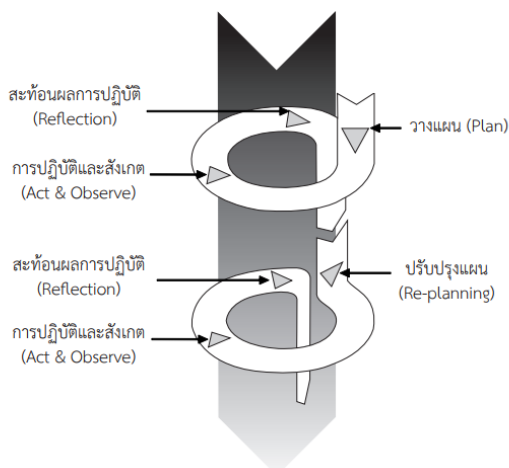 สะท้อนผลการปฏิบัติ
(Reflection)
วางแผน (Plan)
การปฏิบัติและสังเกต
(Act & Observe)
สะท้อนผลการปฏิบัติ
(Reflection)
ปรับปรุงแผน
(Re-planning)
การปฏิบัติและสังเกต
(Act & Observe)